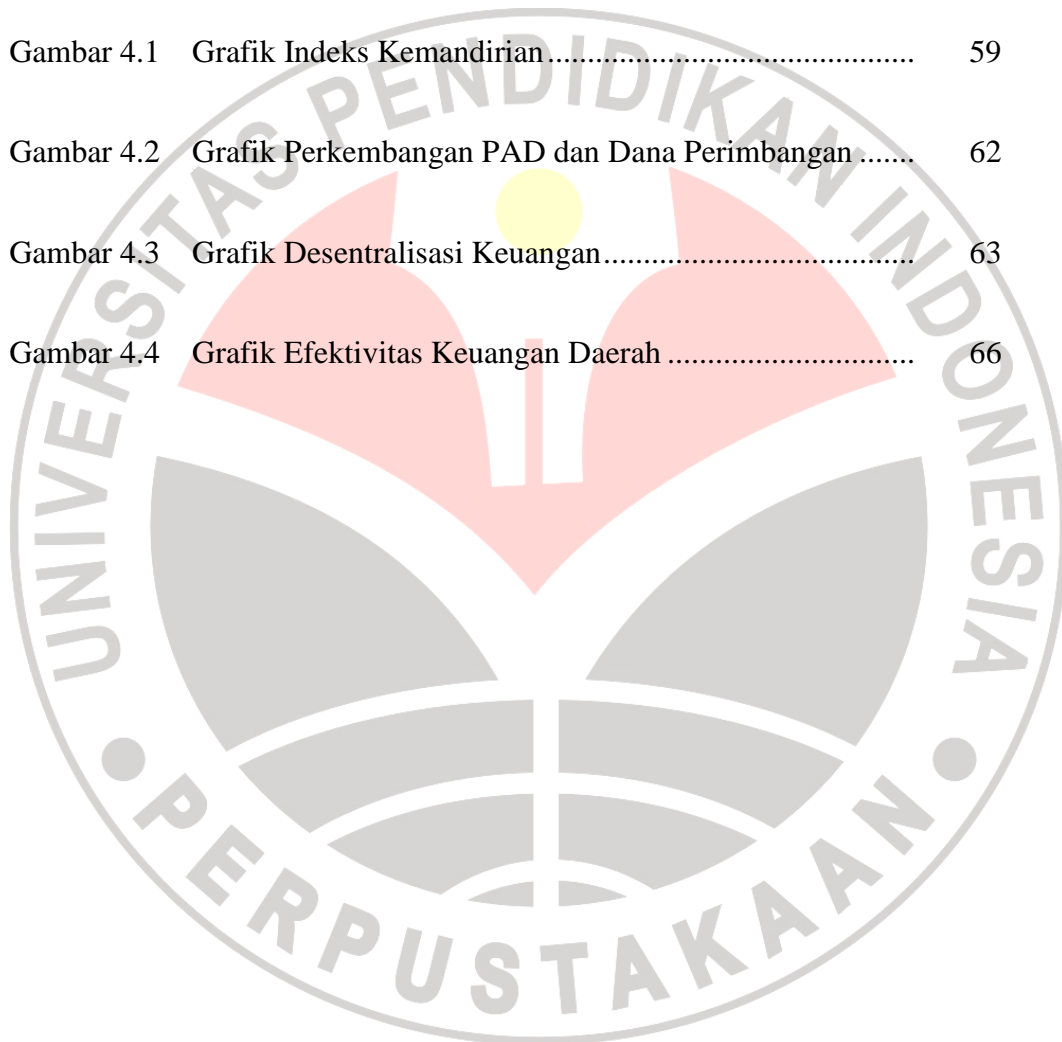 Gambar 4.1 Grafik Indeks Kemandirian ............................................. 59
Gambar 4.2 Grafik Perkembangan PAD dan Dana Perimbangan ....... 62
Gambar 4.3 Grafik Desentralisasi Keuangan ...................................... 63
Gambar 4.4 Grafik Efektivitas Keuangan Daerah .............................. 66
UNIVERSITAS PENDIDIKAN INDONESIA
PERPUSTAKAAN